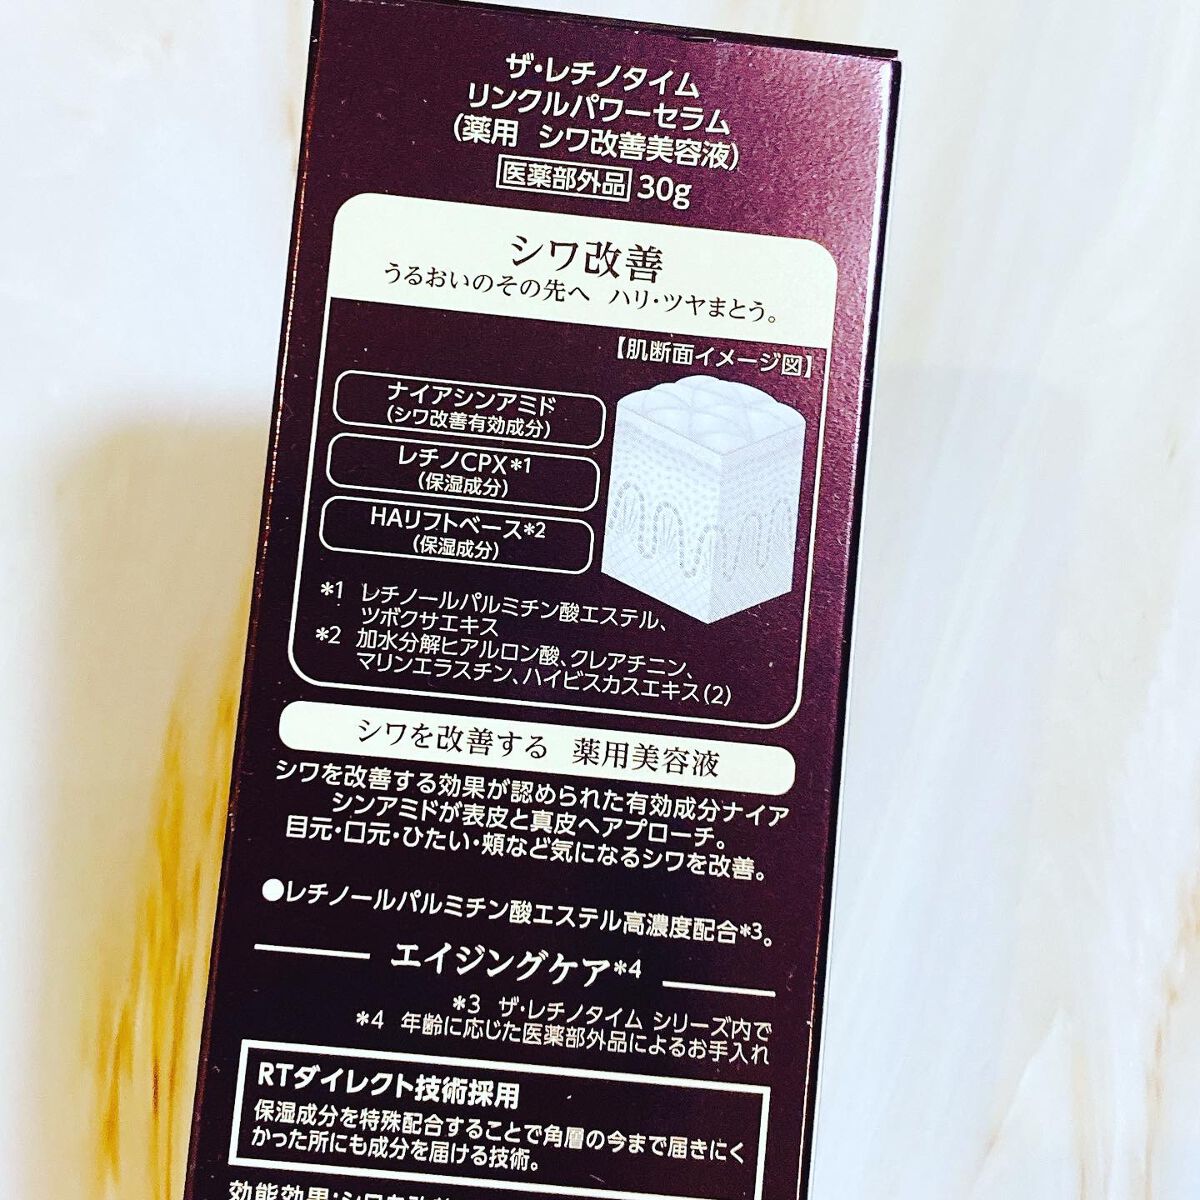 ザ・レチノタイム
リンクルパワーセラム
(薬用 シワ改善美容液)
医薬部外品 30g
シワ改善
うるおいのその先へ ハリ・ツヤまとう。
【肌断面イメージ図】
ナイアシンアミド
(シワ改善有効成分)
レチノCPX*1
(保湿成分)
HAリフトベース*2
(保湿成分)
*1 レチノールパルミチン酸エステル、
ツボクサエキス
*2 加水分解ヒアルロン酸、クレアチニン、
マリンエラスチン、ハイビスカスエキス(2)
シワを改善する 薬用美容液
シワを改善する効果が認められた有効成分ナイア
シンアミドが表皮と真皮へアプローチ。
目元・口元・ひたい・頬など気になるシワを改善。
●レチノールパルミチン酸エステル高濃度配合*3。
エイジングケア*4
*3 ザ・レチノタイム シリーズ内で
*4 年齢に応じた医薬部外品によるお手入れ
RTダイレクト技術採用
保湿成分を特殊配合することで角層の今まで届きにく
かった所にも成分を届ける技術。
効能効果:シワを改